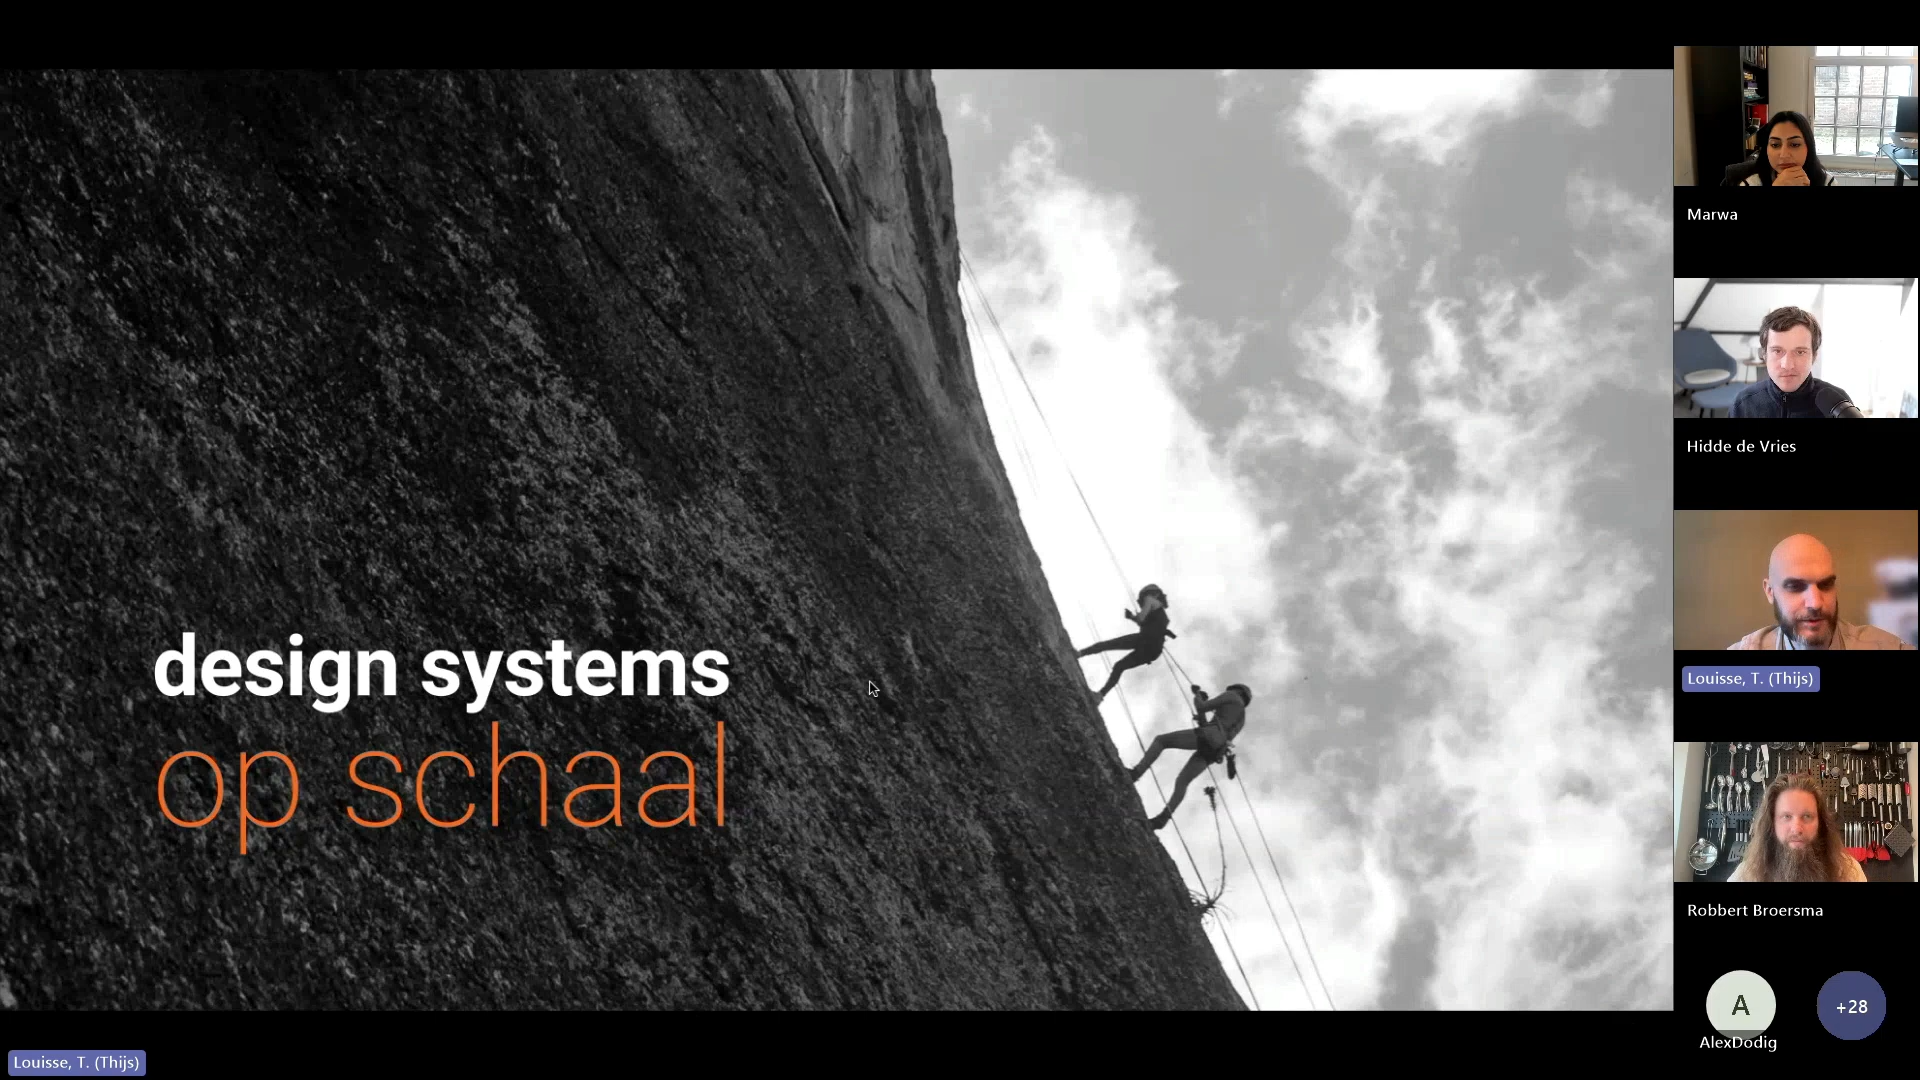 design systems
op schaal
Marwa
Hidde de Vries
Louisse, T. (Thijs)
Robbert Broersma
A
AlexDodig
+28
Louisse, T. (Thijs)